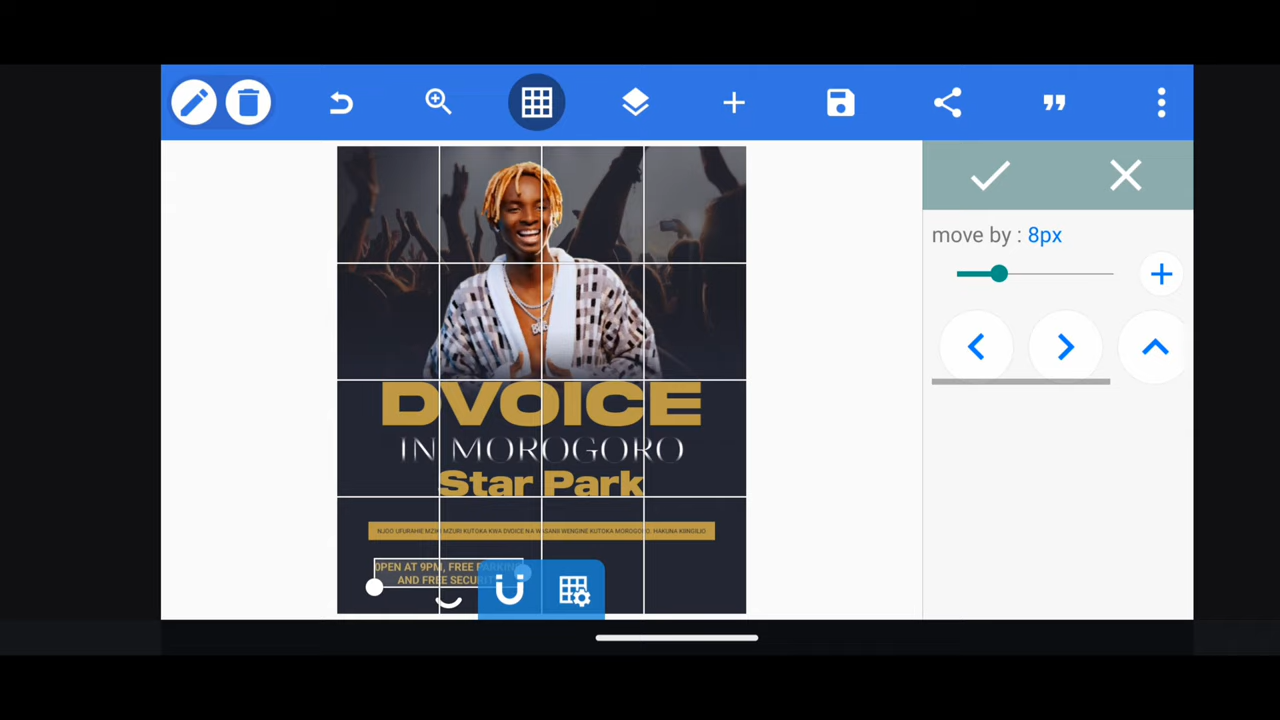 move by : 8px
DVOICE
IN MOROGORO
Star Park
NJOO UFURAHIE MZIKI MZURI KUTOKA KWA DVOICE NA WASANII WENGINE KUTOKA MOROGORO. HAKUNA KIINGILIO
OPEN AT 9PM, FREE PARKING
AND FREE SECURITY